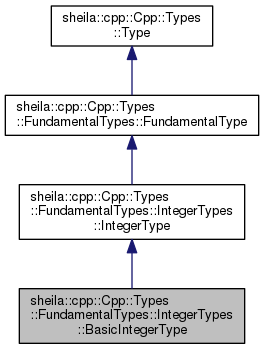 sheila::cpp::Cpp::Types
::Type
sheila::cpp::Cpp::Types
::FundamentalTypes::FundamentalType
sheila::cpp::Cpp::Types
::FundamentalTypes::IntegerTypes
::IntegerType
sheila::cpp::Cpp::Types
::FundamentalTypes::IntegerTypes
::BasicIntegerType